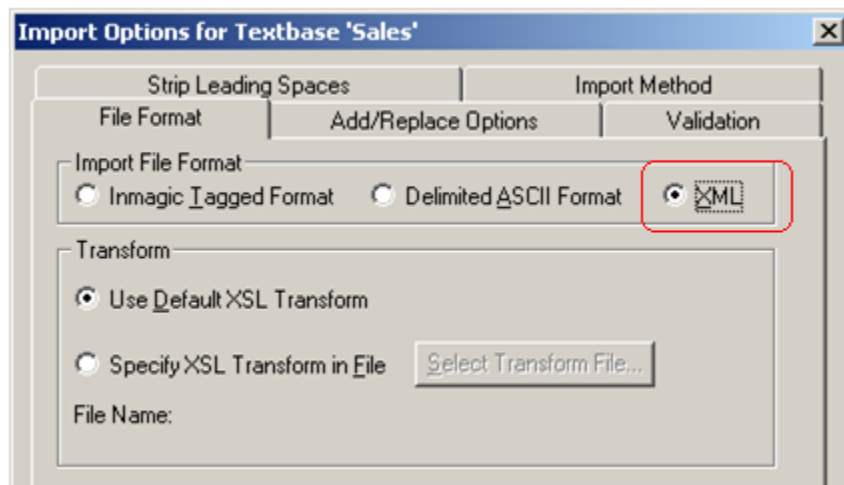 Import Options for Textbase 'Sales'
Strip Leading Spaces Import Method
File Format Add/Replace Options Validation
Import File Format
Inmagic Tagged Format Delimited ASCII Format XML
Transform
Use Default XSL Transform
Specify XSL Transform in File Select Transform File...
File Name: